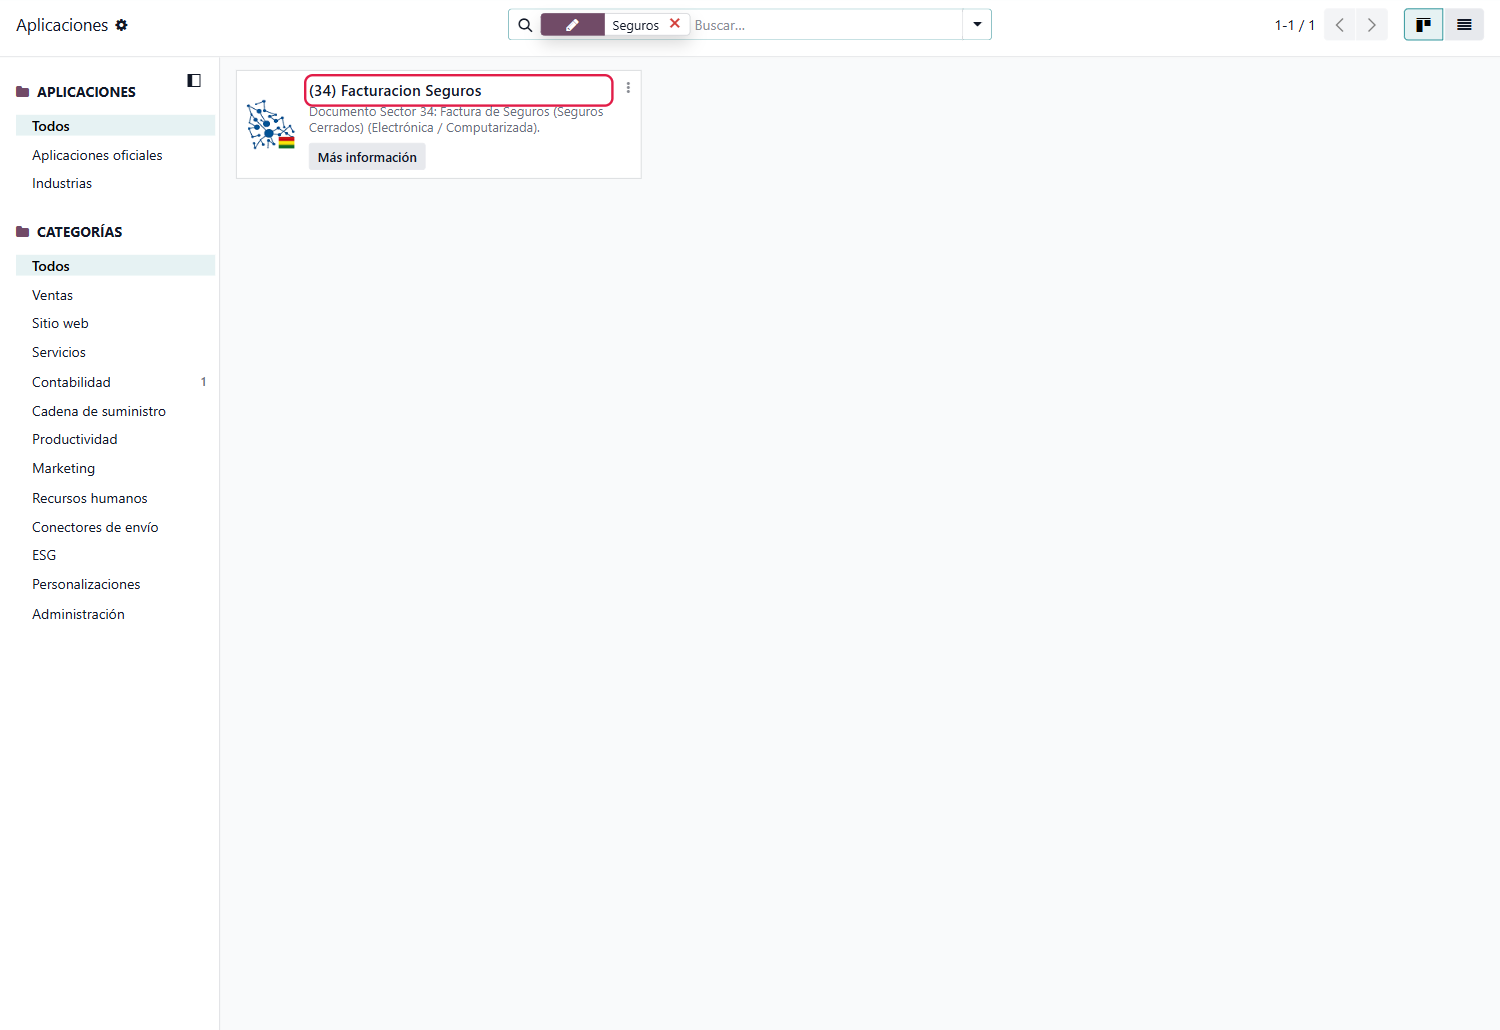 Aplicaciones
Seguros
Buscar...
1-1 / 1
APLICACIONES
Todos
Aplicaciones oficiales
Industrias
CATEGORÍAS
Todos
Ventas
Sitio web
Servicios
Contabilidad 1
Cadena de suministro
Productividad
Marketing
Recursos humanos
Conectores de envío
ESG
Personalizaciones
Administración
(34) Facturacion Seguros
Documento Sector 34: Factura de Seguros (Seguros
Cerrados) (Electrónica / Computarizada).
Más información